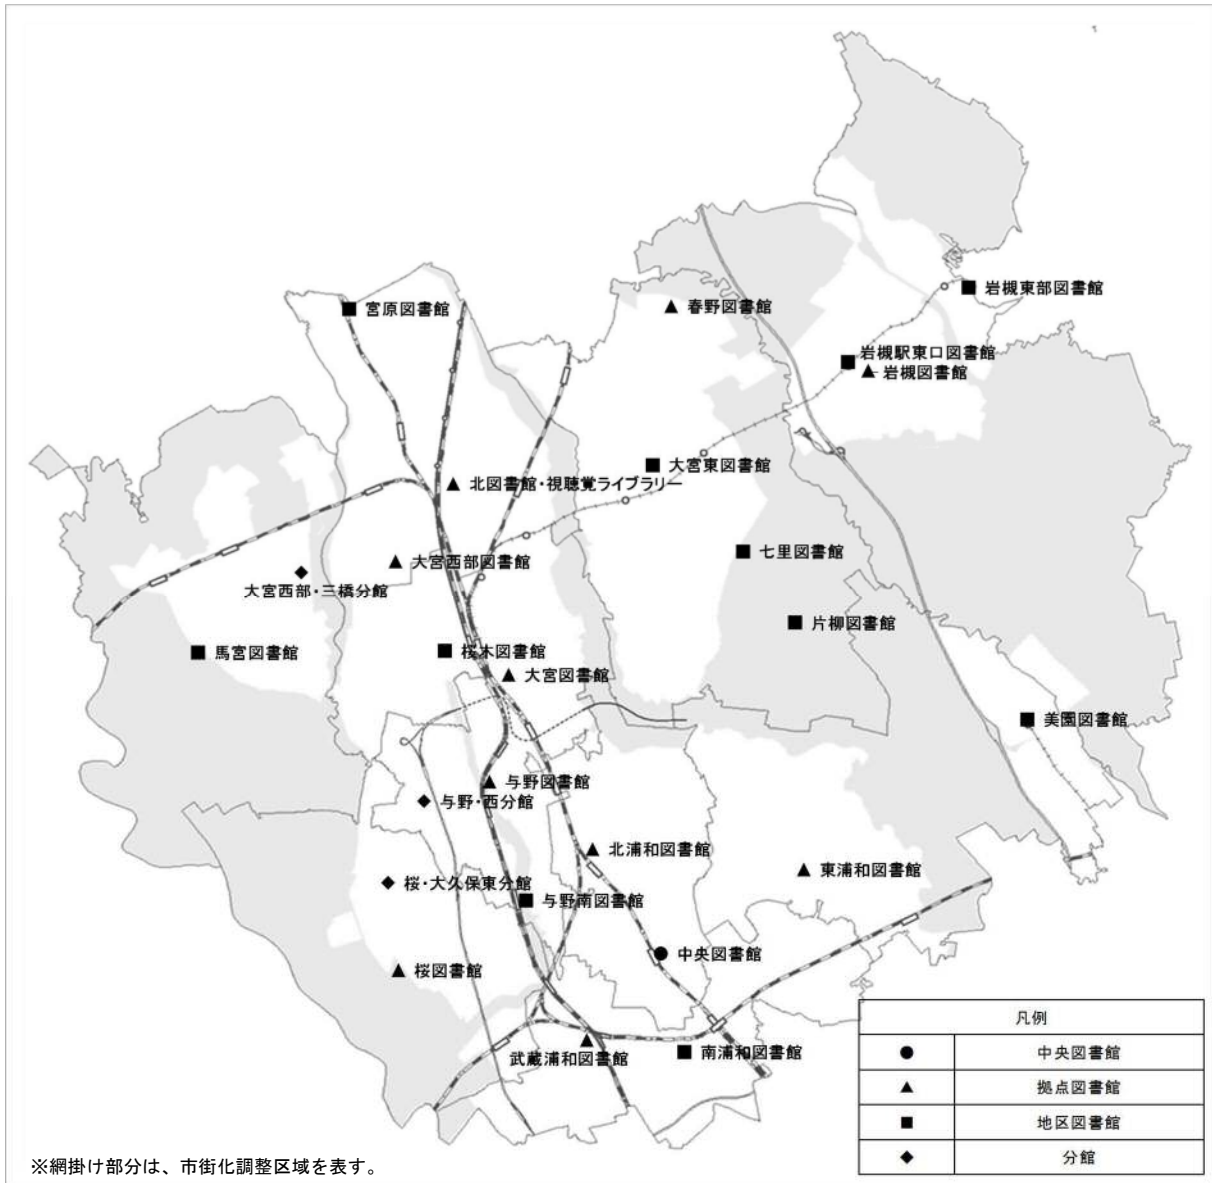 岩槻東部図書館
宮原図書館
春野図書館
岩槻駅東口図書館
岩槻図書館
大宮東図書館
北図書館・視聴覚ライブラリー
七里図書館
大宮西部図書館
大宮西部・三橋分館
片柳図書館
馬宮図書館
桜木図書館
大宮図書館
美園図書館
与野図書館
与野・西分館
北浦和図書館
東浦和図書館
桜・大久保東分館
与野南図書館
中央図書館
桜図書館
武蔵浦和図書館
南浦和図書館
凡例
● 中央図書館
▲ 拠点図書館
■ 地区図書館
◆ 分館
※網掛け部分は、市街化調整区域を表す。